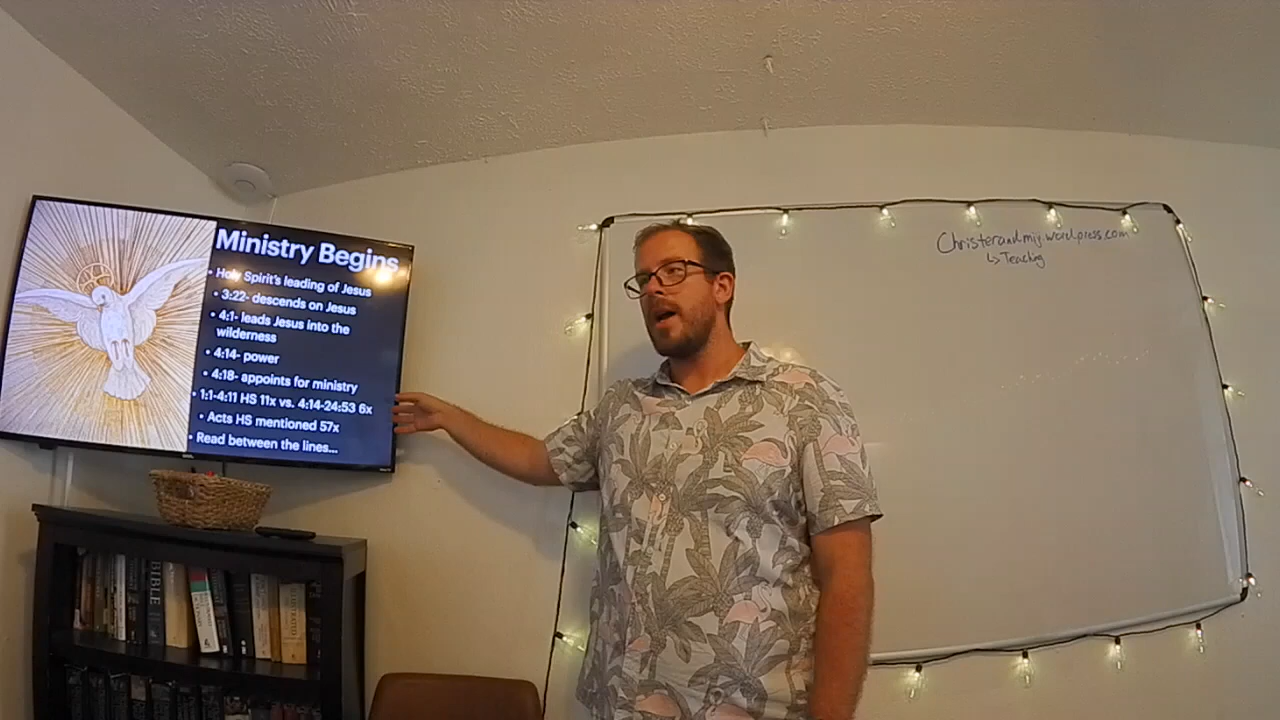 Ministry Begins
• Holy Spirit's leading of Jesus
• 3:22- descends on Jesus
• 4:1- leads Jesus into the
wilderness
• 4:14- power
• 4:18- appoints for ministry
• 1:1-4:11 HS 11x vs. 4:14-24:53 6x
• Acts HS mentioned 57x
• Read between the lines...
Christerandmij.wordpress.com
↳ Teaching
BIBLE